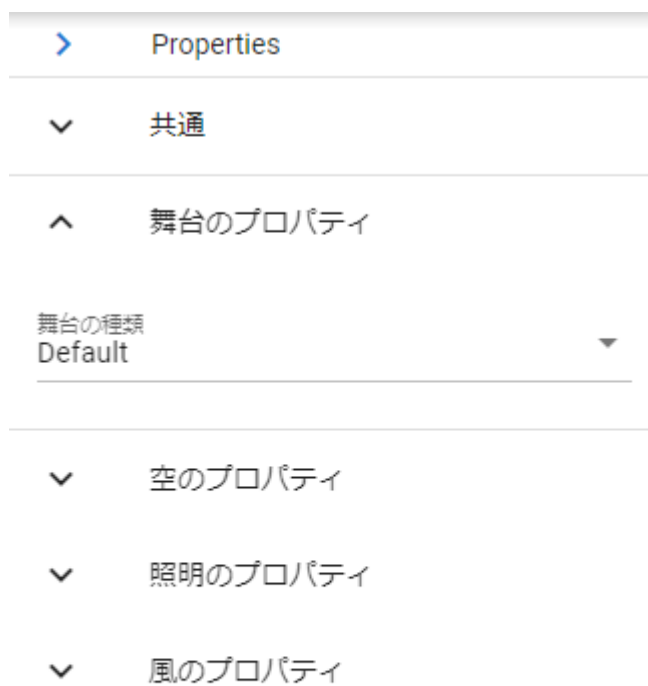 Properties
共通
舞台のプロパティ
舞台の種類
Default
空のプロパティ
照明のプロパティ
風のプロパティ